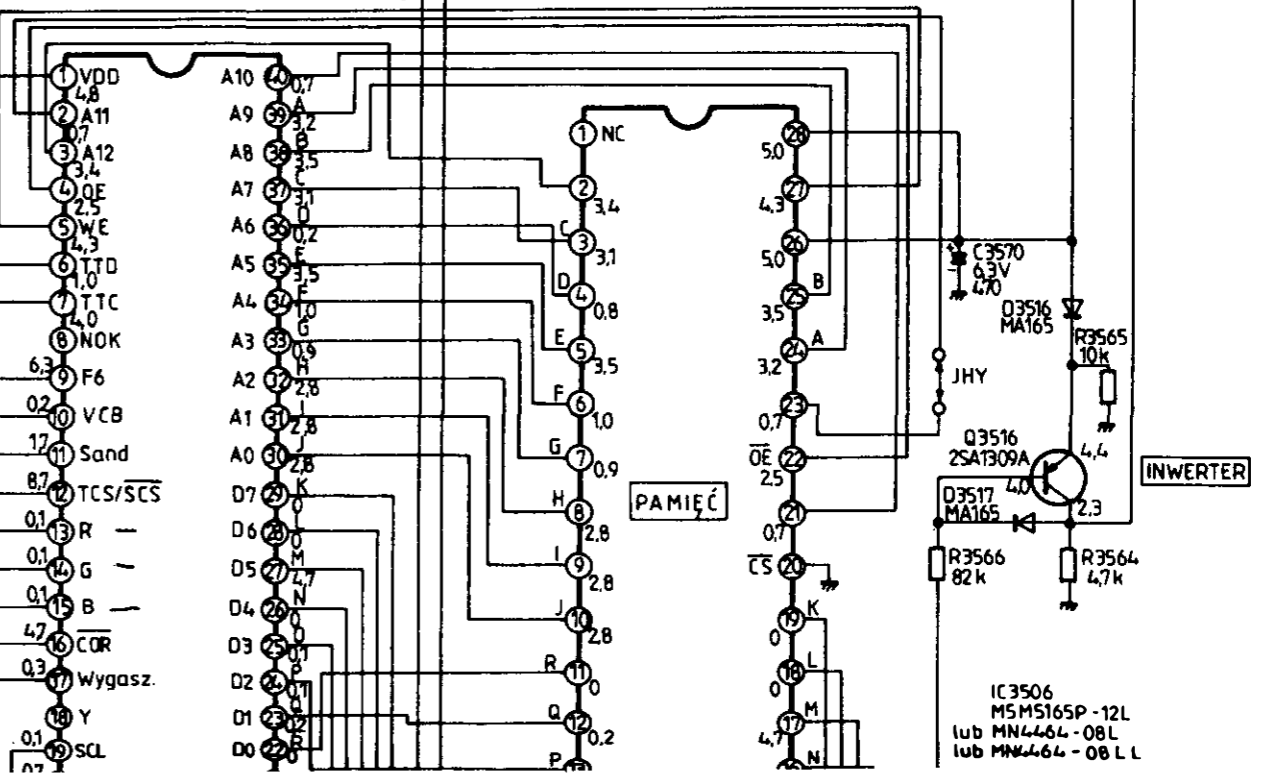 1 VDD
4,8
2 A11
0,7
3 A12
3,4
4 OE
2,5
5 WE
4,3
6 TTD
1,0
7 TTC
4,0
8 NOK
6,3 9 F6
0,2 10 VCB
17 11 Sand
8,7 12 TCS/SCS
0,1 13 R
0,1 14 G
0,1 15 B
4,7 16 COR
0,3 17 Wygasz.
18 Y
0,1 19 SCL
0,7
A10 40 0,7
A9 39 A 3,2
A8 38 B 3,5
A7 37 C 3,1
A6 36 D 0,2
A5 35 E 3,5
A4 34 F 1,0
A3 33 G 0,9
A2 32 H 2,8
A1 31 I 2,8
A0 30 J 2,8
D7 29 K 0
D6 28 L 0
D5 27 M 4,7
D4 26 N 0
D3 25 O 0,1
D2 24 P 0,1
D1 23 Q 0,2
D0 22 R 0
1 NC
2 3,4
C 3 3,1
D 4 0,8
E 5 3,5
F 6 1,0
G 7 0,9
H 8 2,8
I 9 2,8
J 10 2,8
R 11 0
Q 12 0,2
P 13
PAMIĘĆ
28 5,0
27 4,3
26 5,0
25 B 3,5
24 A 3,2
23 0,7
OE 22 2,5
21 0,7
CS 20
19 K 0
18 L 0
17 M 4,7
N
+
-
C3570
6,3V
470
D3516
MA165
R3565
10k
JHY
Q3516
2SA1309A
4,4
4,0
2,3
INWERTER
D3517
MA165
R3566
82k
R3564
4,7k
IC3506
M5M5165P-12L
lub MN4464-08L
lub MN4464-08LL